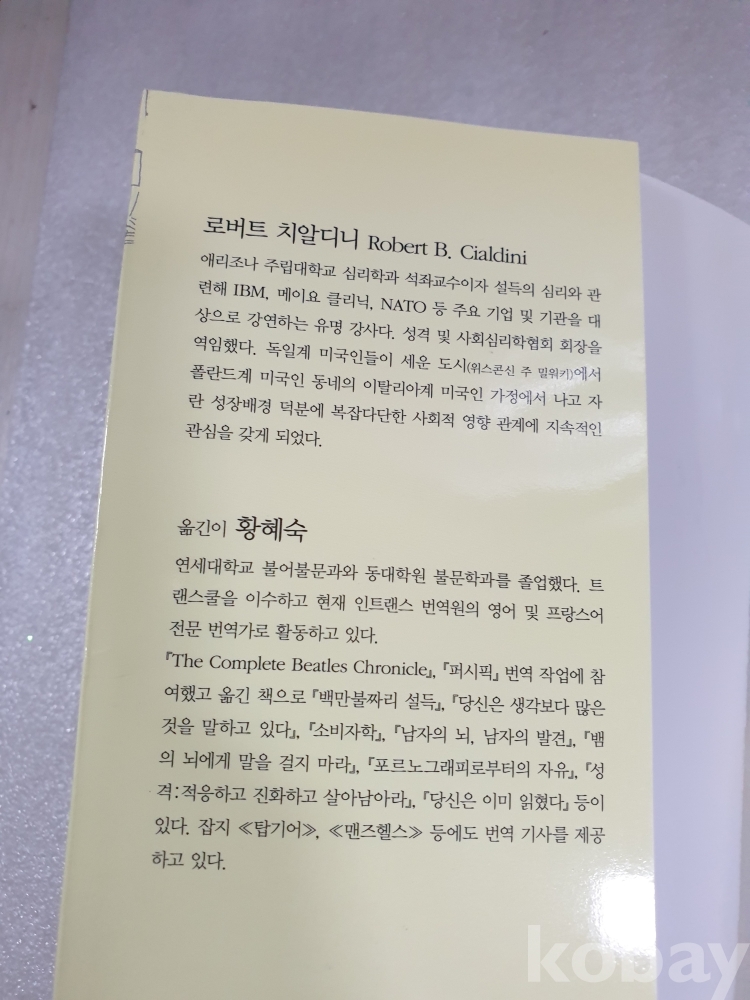 로버트 치알디니 Robert B. Cialdini
애리조나 주립대학교 심리학과 석좌교수이자 설득의 심리와 관
련해 IBM, 메이요 클리닉, NATO 등 주요 기업 및 기관을 대
상으로 강연하는 유명 강사다. 성격 및 사회심리학협회 회장을
역임했다. 독일계 미국인들이 세운 도시(위스콘신 주 밀워키)에서
폴란드계 미국인 동네의 이탈리아계 미국인 가정에서 나고 자
란 성장배경 덕분에 복잡다단한 사회적 영향 관계에 지속적인
관심을 갖게 되었다.
옮긴이 황혜숙
연세대학교 불어불문과와 동대학원 불문학과를 졸업했다. 트
랜스쿨을 이수하고 현재 인트랜스 번역원의 영어 및 프랑스어
전문 번역가로 활동하고 있다.
『The Complete Beatles Chronicle』, 『퍼시픽』 번역 작업에 참
여했고 옮긴 책으로 『백만불짜리 설득』, 『당신은 생각보다 많은
것을 말하고 있다』, 『소비자학』, 『남자의 뇌, 남자의 발견』, 『뱀
의 뇌에게 말을 걸지 마라』, 『포르노그래피로부터의 자유』, 『성
격:적응하고 진화하고 살아남아라』, 『당신은 이미 읽혔다』 등이
있다. 잡지 ≪탑기어≫, ≪맨즈헬스≫ 등에도 번역 기사를 제공
하고 있다.
kobay